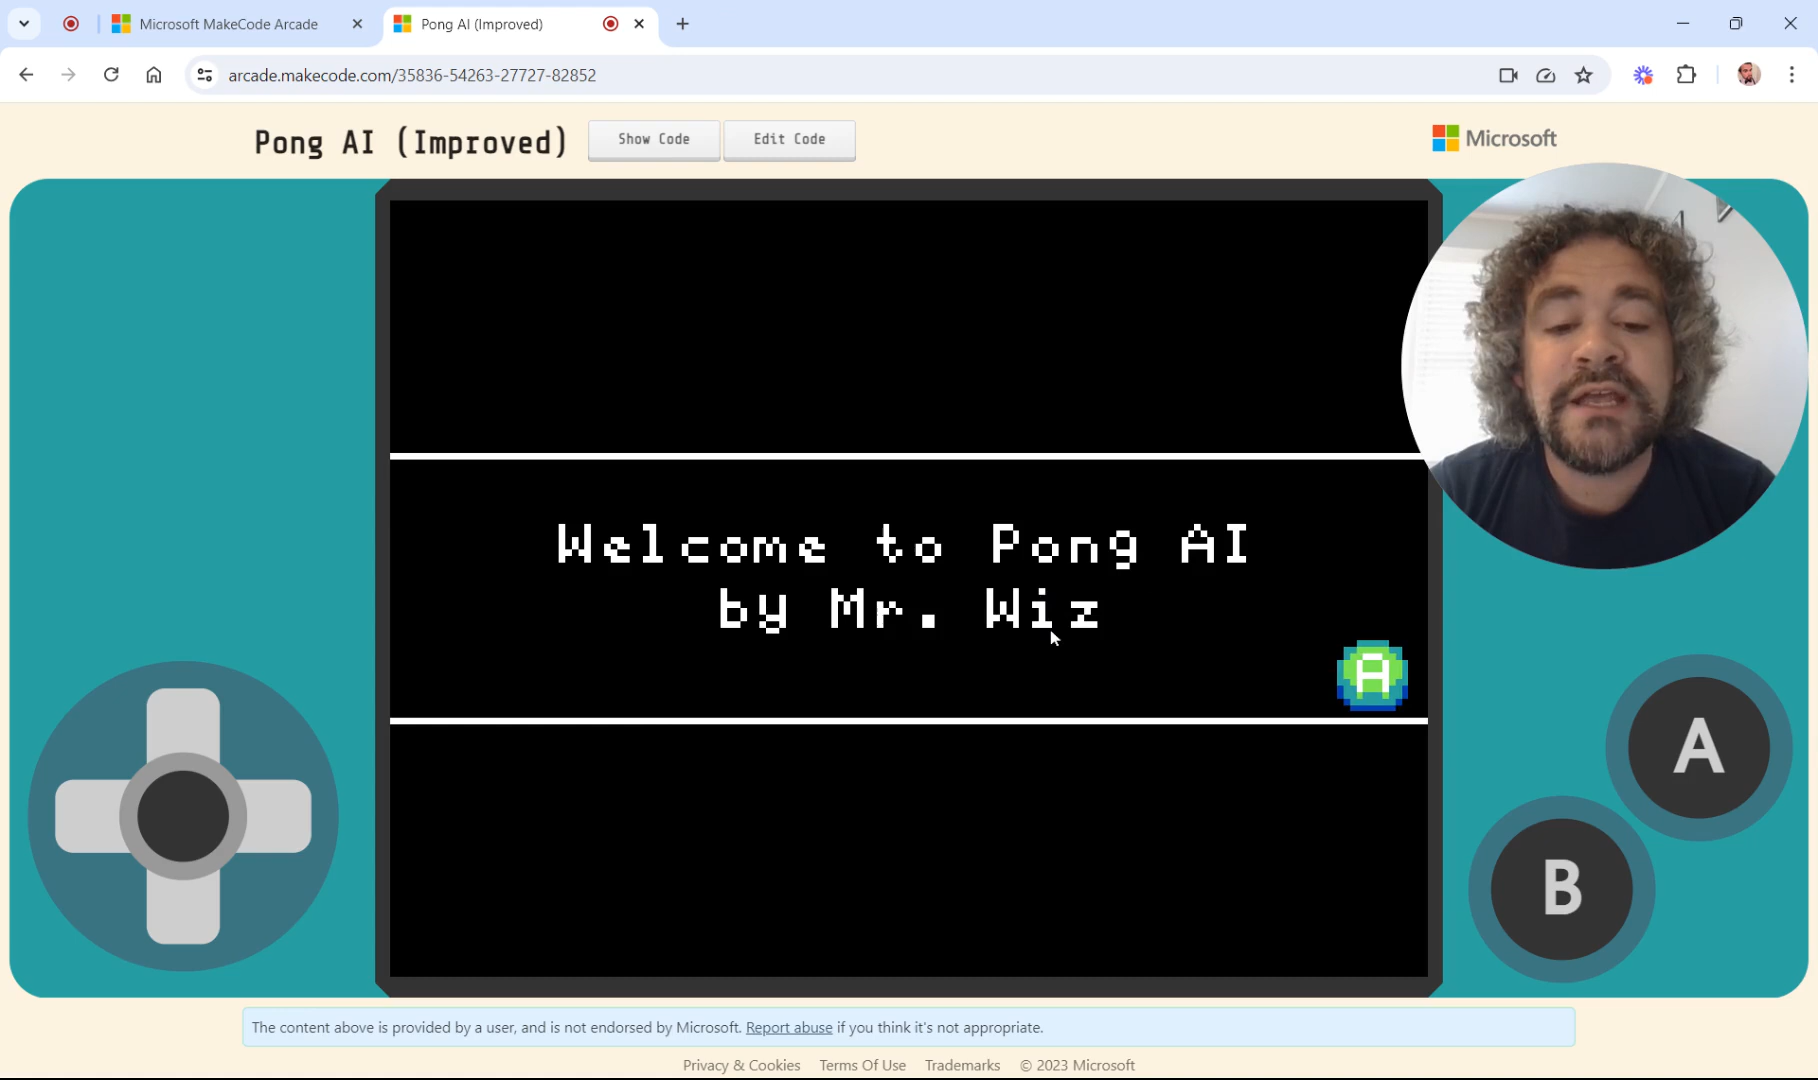 Microsoft MakeCode Arcade
Pong AI (Improved)
arcade.makecode.com/35836-54263-27727-82852
Pong AI (Improved)
Show Code
Edit Code
Microsoft
Welcome to Pong AI
by Mr. Wiz
A
A
B
The content above is provided by a user, and is not endorsed by Microsoft. Report abuse if you think it's not appropriate.
Privacy & Cookies Terms Of Use Trademarks © 2023 Microsoft